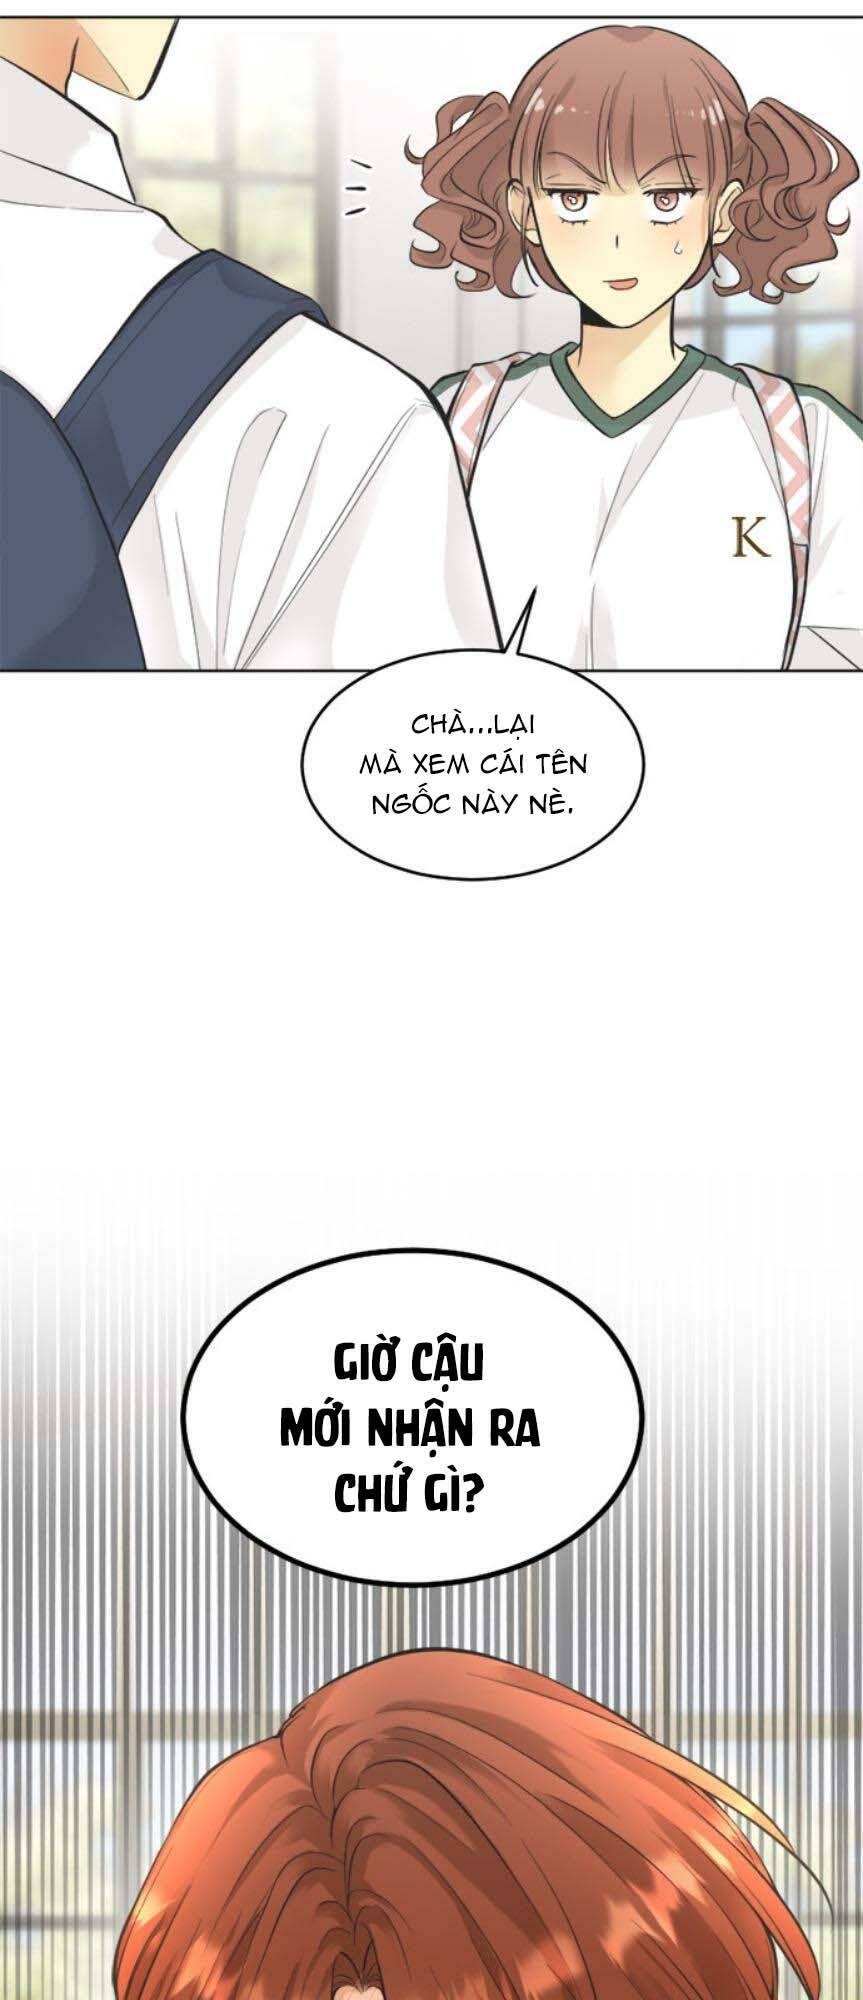 K
CHÀ...LẠI
MÀ XEM CÁI TÊN
NGỐC NÀY NÈ.
GIỜ CẬU
MỚI NHẬN RA
CHỨ GÌ?